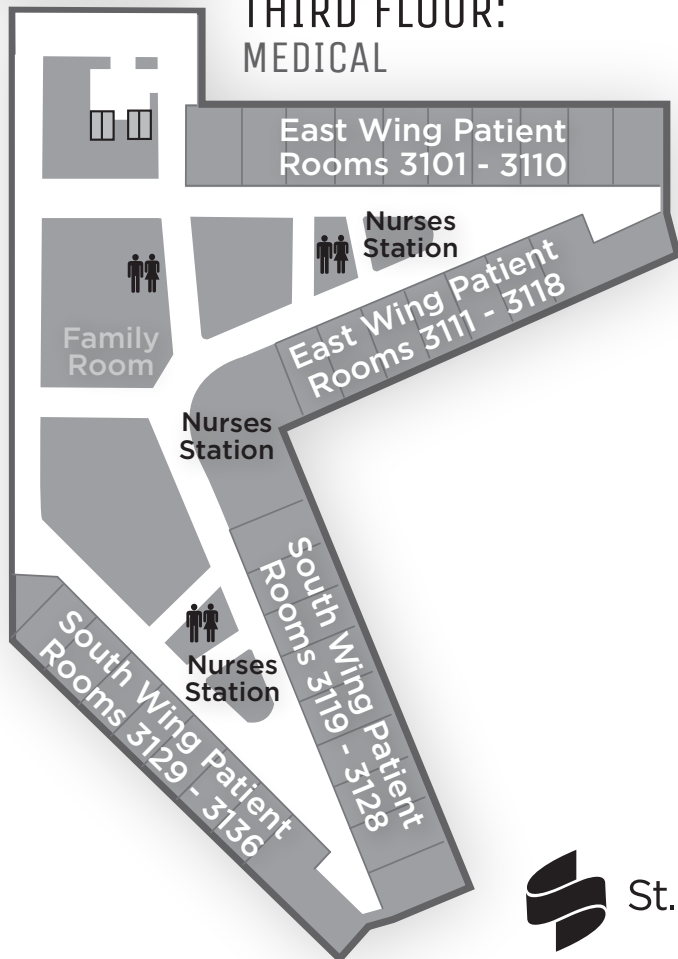 THIRD FLOOR:
MEDICAL
East Wing Patient
Rooms 3101 - 3110
Nurses
Station
East Wing Patient
Rooms 3111 - 3118
Family
Room
Nurses
Station
South Wing Patient
Rooms 3119 - 3128
Nurses
Station
South Wing Patient
Rooms 3129 - 3136
St.